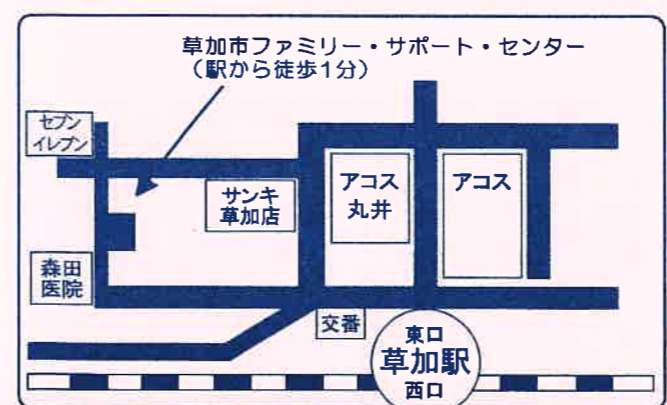 草加市ファミリー・サポート・センター
（駅から徒歩1分）
セブン
イレブン
サンキ
草加店
アコス
丸井
アコス
森田
医院
交番
東口
草加駅
西口